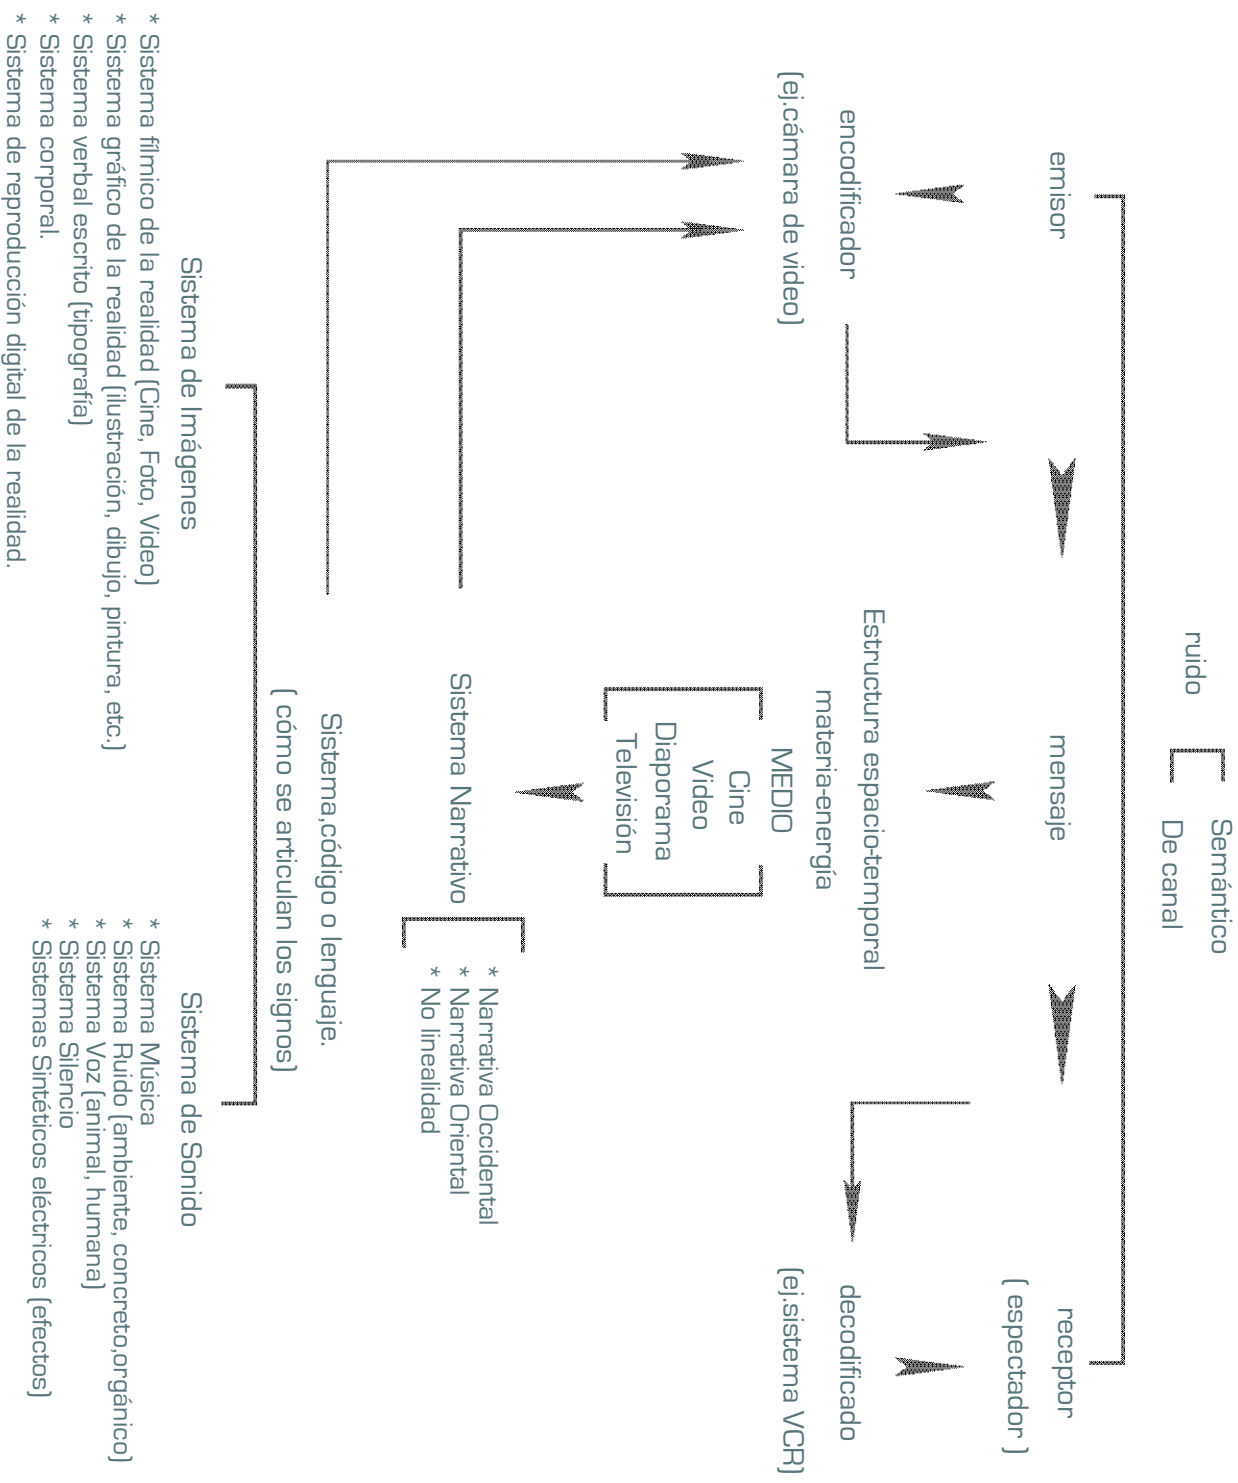 ruido
Semántico
De canal
emisor
mensaje
receptor
( espectador )
encodificador
(ej.cámara de video)
Estructura espacio-temporal
materia-energía
MEDIO
Cine
Video
Diaporama
Televisión
decodificado
(ej.sistema VCR)
Sistema Narrativo
* Narrativa Occidental
* Narrativa Oriental
* No linealidad
Sistema,código o lenguaje.
( cómo se articulan los signos)
Sistema de Imágenes
* Sistema fílmico de la realidad (Cine, Foto, Video)
* Sistema gráfico de la realidad (ilustración, dibujo, pintura, etc.)
* Sistema verbal escrito (tipografía)
* Sistema corporal.
* Sistema de reproducción digital de la realidad.
Sistema de Sonido
* Sistema Música
* Sistema Ruido (ambiente, concreto,orgánico)
* Sistema Voz (animal, humana)
* Sistema Silencio
* Sistemas Sintéticos eléctricos (efectos)